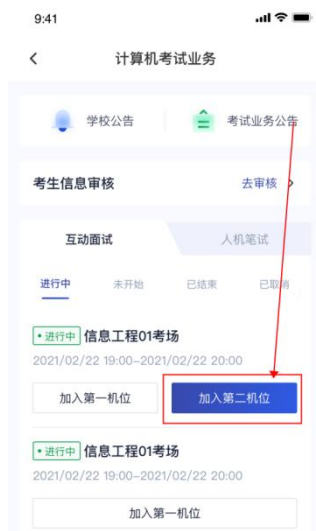 9:41
计算机考试业务
学校公告 考试业务公告
考生信息审核 去审核
互动面试 人机笔试
进行中 未开始 已结束 已取消
进行中 信息工程01考场
2021/02/22 19:00-2021/02/22 20:00
加入第一机位 加入第二机位
进行中 信息工程01考场
2021/02/22 19:00-2021/02/22 20:00
加入第一机位